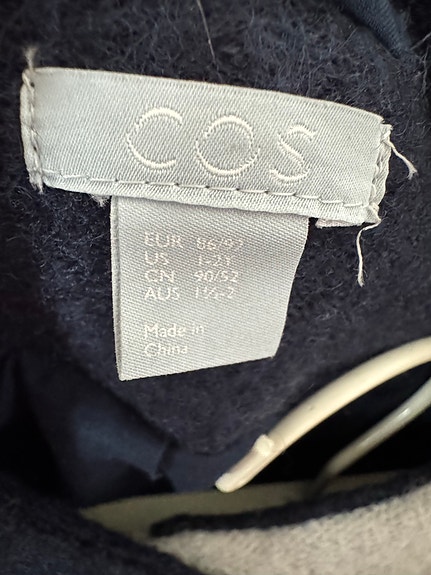 COS
EUR 86/92
US 1-2Y
CN 90/52
AUS 1½-2
Made in
China